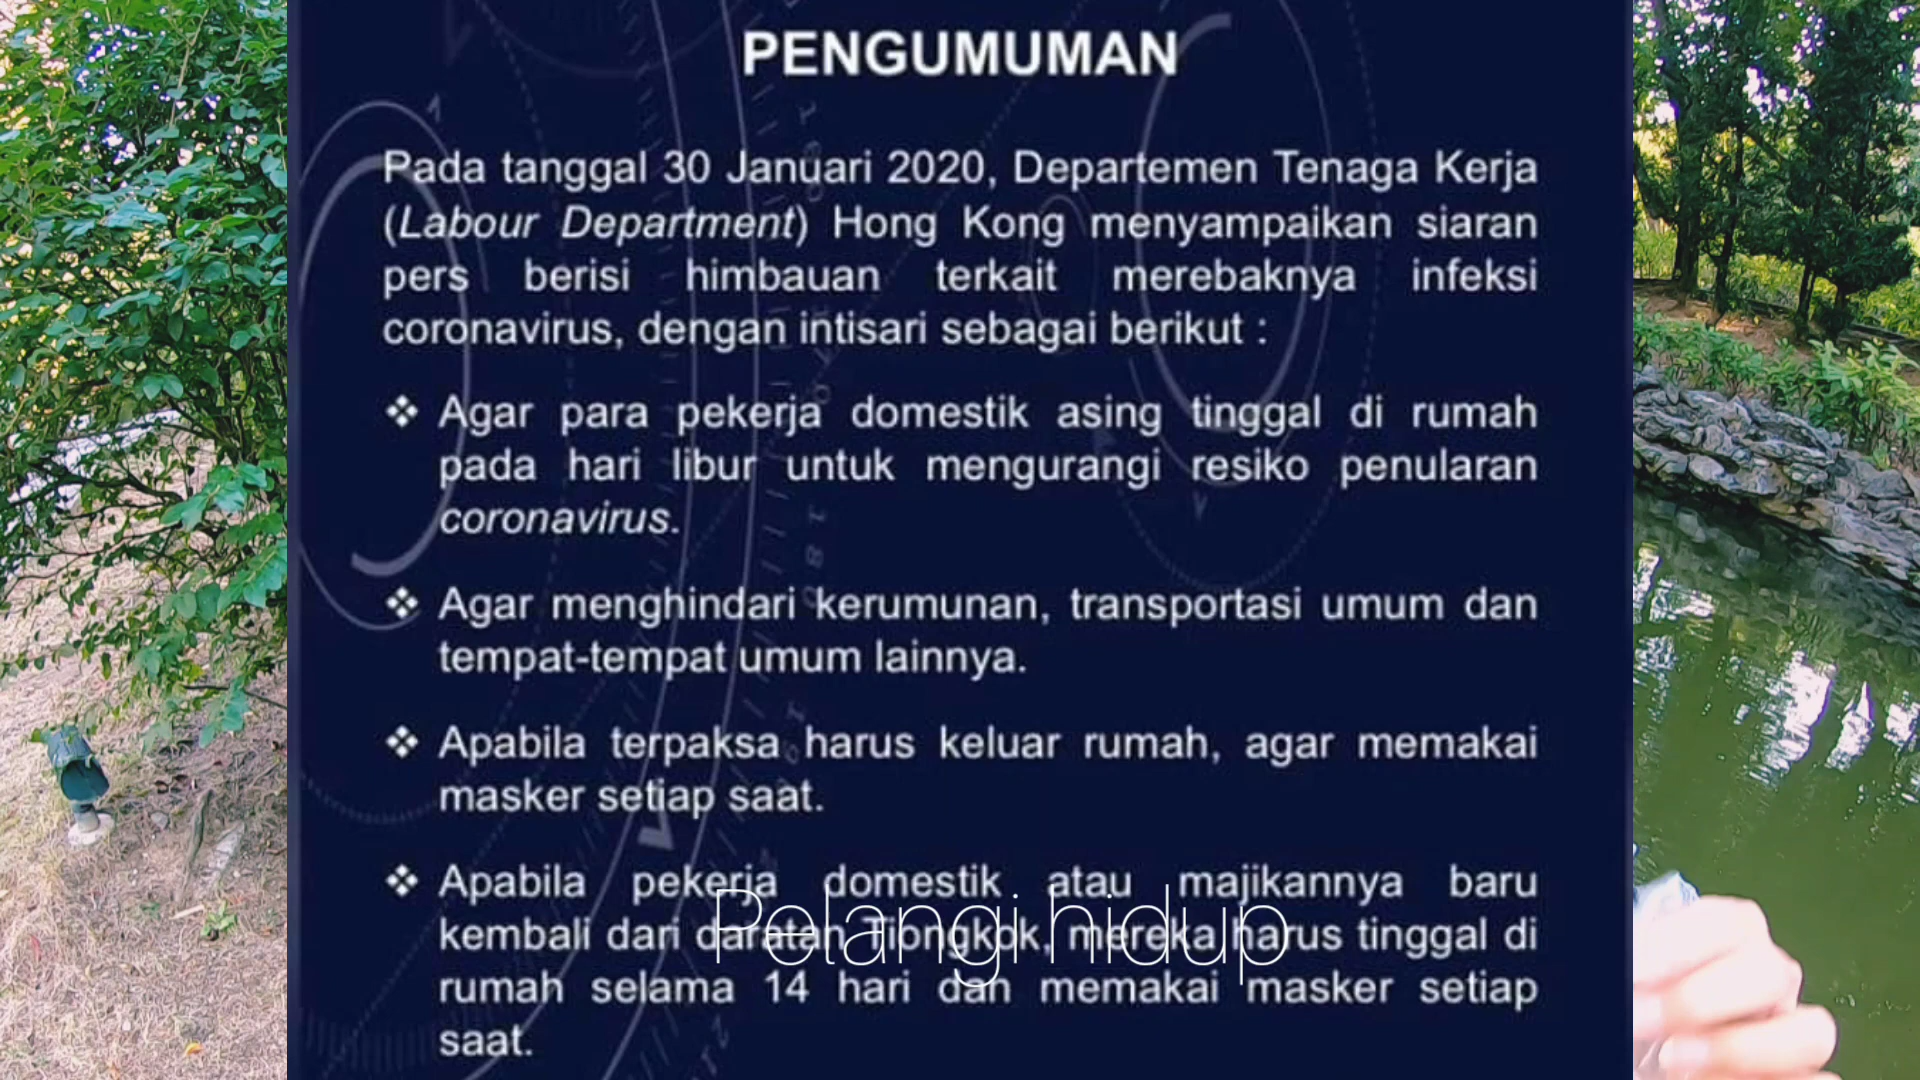 PENGUMUMAN
Pada tanggal 30 Januari 2020, Departemen Tenaga Kerja
(Labour Department) Hong Kong menyampaikan siaran
pers berisi himbauan terkait merebaknya infeksi
coronavirus, dengan intisari sebagai berikut :
❖ Agar para pekerja domestik asing tinggal di rumah
pada hari libur untuk mengurangi resiko penularan
coronavirus.
❖ Agar menghindari kerumunan, transportasi umum dan
tempat-tempat umum lainnya.
❖ Apabila terpaksa harus keluar rumah, agar memakai
masker setiap saat.
❖ Apabila pekerja domestik atau majikannya baru
kembali dari daratan Tiongkok, mereka harus tinggal di
rumah selama 14 hari dan memakai masker setiap
saat.
Pelangi hidup